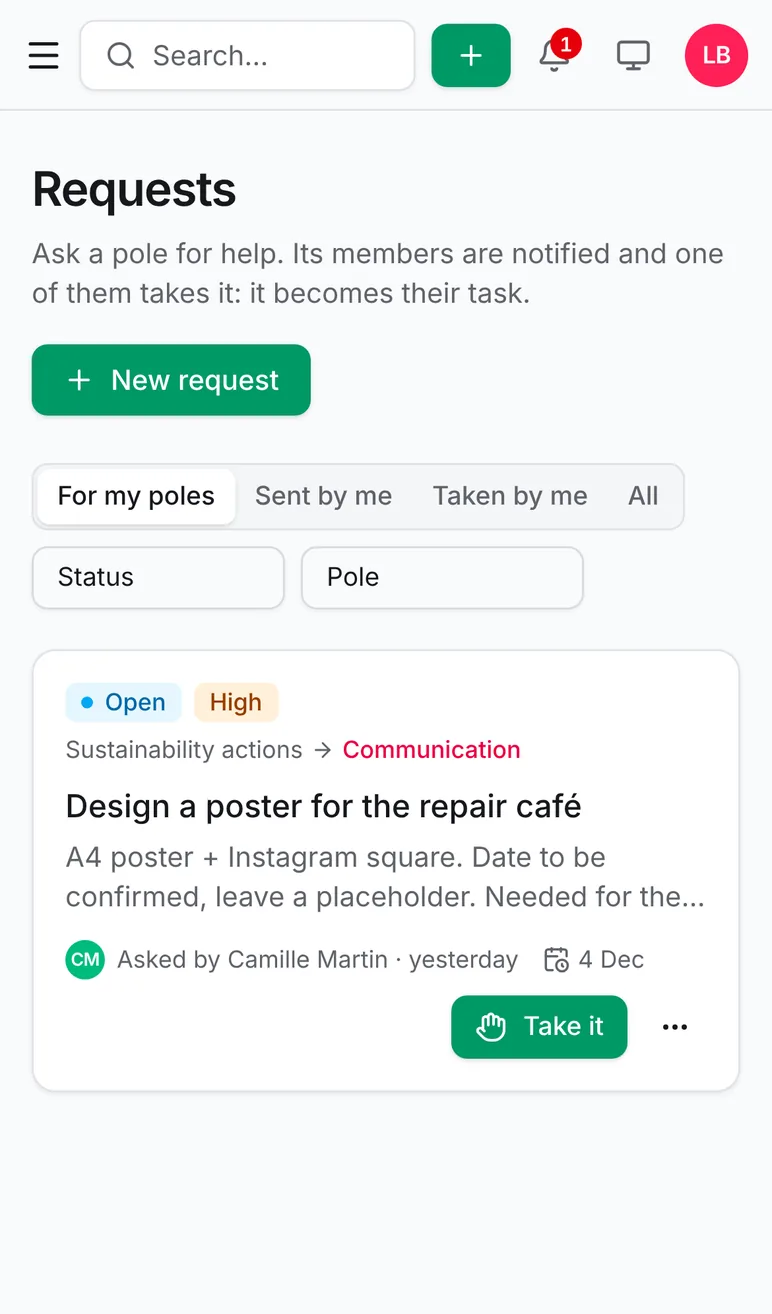 Search...
1
LB
Requests
Ask a pole for help. Its members are notified and one
of them takes it: it becomes their task.
New request
For my poles Sent by me Taken by me All
Status Pole
Open High
Sustainability actions → Communication
Design a poster for the repair café
A4 poster + Instagram square. Date to be
confirmed, leave a placeholder. Needed for the...
CM Asked by Camille Martin · yesterday 4 Dec
Take it